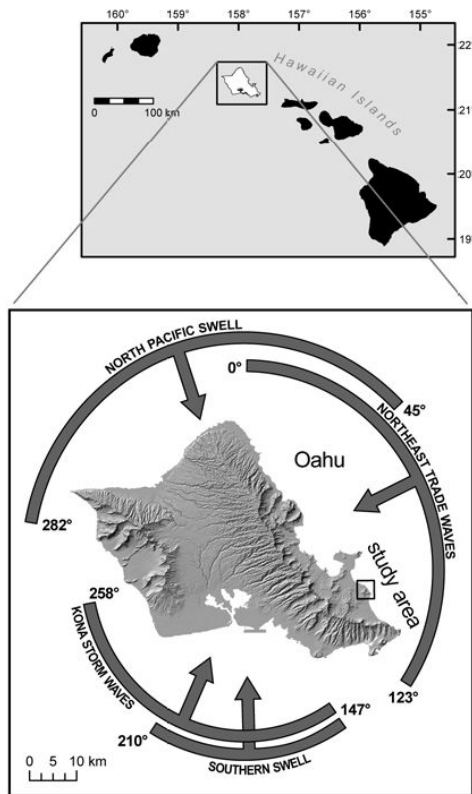 160°
159°
158°
157°
156°
155°
22°
21°
20°
19°
Hawaiian Islands
0
100 km
NORTH PACIFIC SWELL
0°
45°
NORTHEAST TRADE WAVES
Oahu
study area
282°
258°
KONA STORM WAVES
123°
147°
210°
SOUTHERN SWELL
0 5 10 km